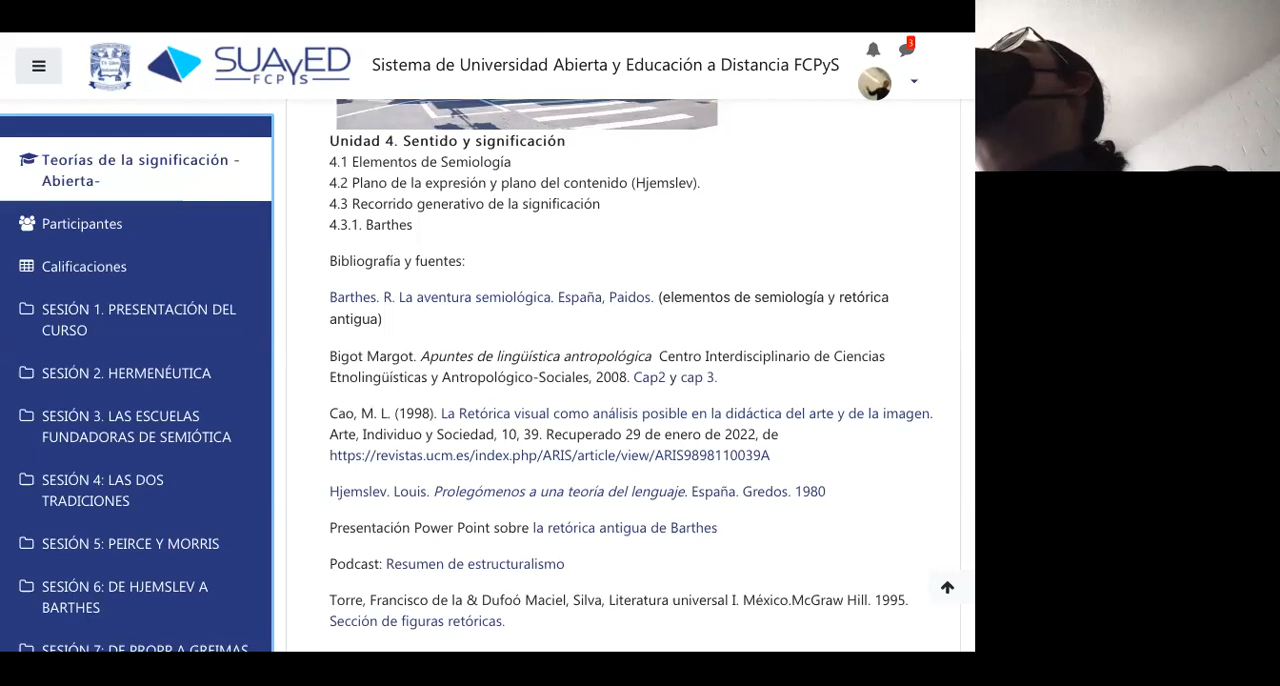 SUAyED
FCPyS
Sistema de Universidad Abierta y Educación a Distancia FCPyS
3
Teorías de la significación -
Abierta-
Participantes
Calificaciones
SESIÓN 1. PRESENTACIÓN DEL
CURSO
SESIÓN 2. HERMENÉUTICA
SESIÓN 3. LAS ESCUELAS
FUNDADORAS DE SEMIÓTICA
SESIÓN 4: LAS DOS
TRADICIONES
SESIÓN 5: PEIRCE Y MORRIS
SESIÓN 6: DE HJEMSLEV A
BARTHES
SESIÓN 7: DE PROPP A GREIMAS
Unidad 4. Sentido y significación
4.1 Elementos de Semiología
4.2 Plano de la expresión y plano del contenido (Hjemslev).
4.3 Recorrido generativo de la significación
4.3.1. Barthes
Bibliografía y fuentes:
Barthes. R. La aventura semiológica. España, Paidos. (elementos de semiología y retórica
antigua)
Bigot Margot. Apuntes de lingüística antropológica Centro Interdisciplinario de Ciencias
Etnolingüísticas y Antropológico-Sociales, 2008. Cap2 y cap 3.
Cao, M. L. (1998). La Retórica visual como análisis posible en la didáctica del arte y de la imagen.
Arte, Individuo y Sociedad, 10, 39. Recuperado 29 de enero de 2022, de
https://revistas.ucm.es/index.php/ARIS/article/view/ARIS9898110039A
Hjemslev. Louis. Prolegómenos a una teoría del lenguaje. España. Gredos. 1980
Presentación Power Point sobre la retórica antigua de Barthes
Podcast: Resumen de estructuralismo
Torre, Francisco de la & Dufoó Maciel, Silva, Literatura universal I. México.McGraw Hill. 1995.
Sección de figuras retóricas.